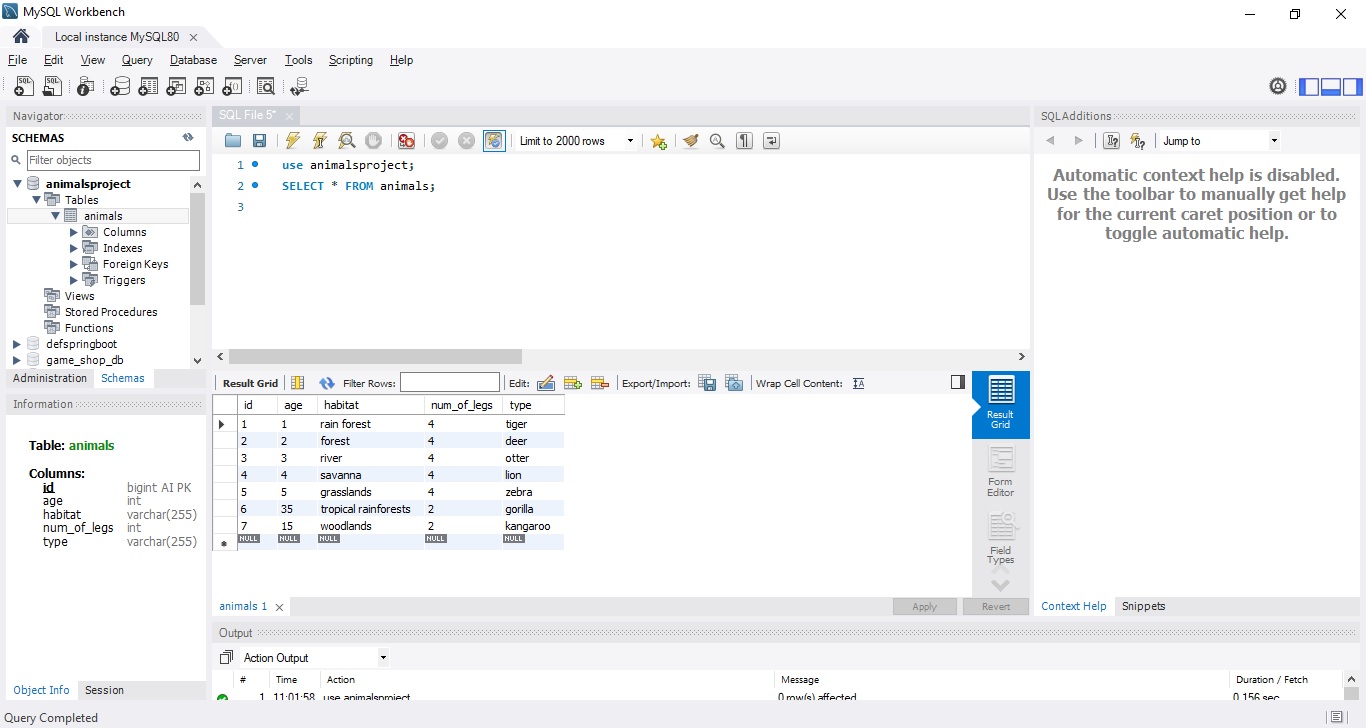 MySQL Workbench
Local instance MySQL80
File Edit View Query Database Server Tools Scripting Help
Navigator
SCHEMAS
Filter objects
animalsproject
Tables
animals
Columns
Indexes
Foreign Keys
Triggers
Views
Stored Procedures
Functions
defspringboot
game_shop_db
Administration Schemas
Information
Table: animals
Columns:
id bigint AI PK
age int
habitat varchar(255)
num_of_legs int
type varchar(255)
Object Info Session
SQL File 5*
Limit to 2000 rows
1 use animalsproject;
2 SELECT * FROM animals;
3
Result Grid Filter Rows: Edit: Export/Import: Wrap Cell Content:
id age habitat num_of_legs type
1 1 rain forest 4 tiger
2 2 forest 4 deer
3 3 river 4 otter
4 4 savanna 4 lion
5 5 grasslands 4 zebra
6 35 tropical rainforests 2 gorilla
7 15 woodlands 2 kangaroo
NULL NULL NULL NULL NULL
Result
Grid
Form
Editor
Field
Types
animals 1 Apply Revert
SQLAdditions
Jump to
Automatic context help is disabled.
Use the toolbar to manually get help
for the current caret position or to
toggle automatic help.
Context Help Snippets
Output
Action Output
# Time Action Message Duration / Fetch
1 11:01:58 use animalsproject 0 row(s) affected 0.156 sec
Query Completed